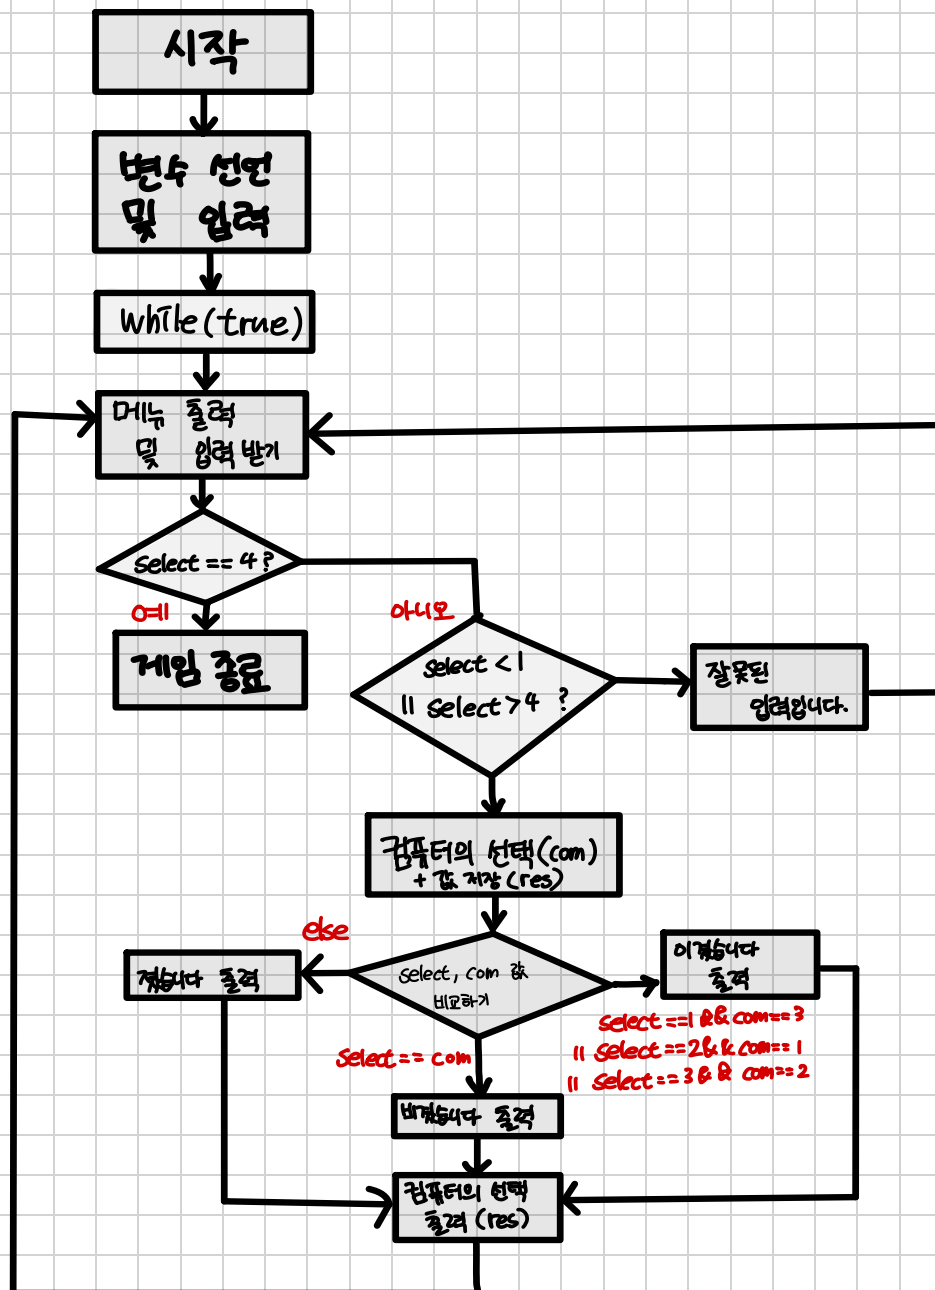 시작
변수 선언
및 입력
while(true)
메뉴 출력
및 입력 받기
select == 4 ?
예
아니오
게임 종료
select < 1
|| select > 4 ?
잘못된
입력입니다.
컴퓨터의 선택(com)
+ 값 저장(res)
else
select, com 값
비교하기
졌습니다 출력
이겼습니다
출력
select==1 && com==3
|| select==2&& com==1
|| select==3&& com==2
select == com
비겼습니다 출력
컴퓨터의 선택
출력 (res)